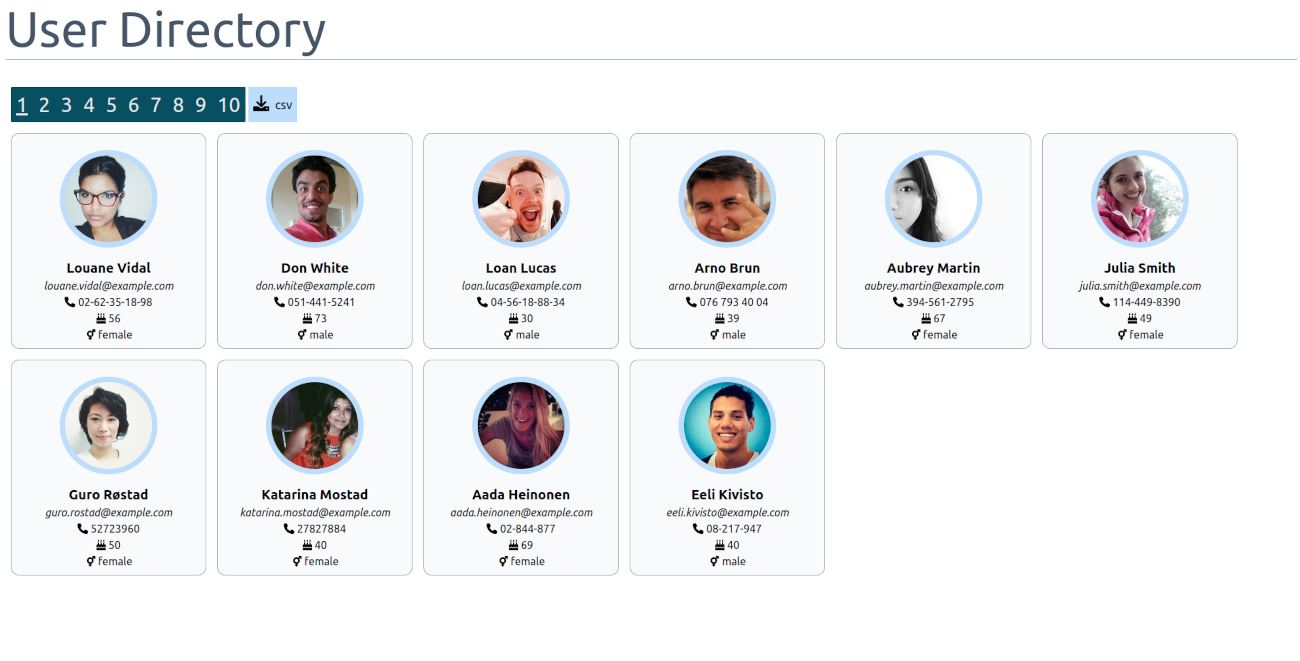 User Directory
1 2 3 4 5 6 7 8 9 10 csv
Louane Vidal
louane.vidal@example.com
02-62-35-18-98
56
female
Don White
don.white@example.com
051-441-5241
73
male
Loan Lucas
loan.lucas@example.com
04-56-18-88-34
30
male
Arno Brun
arno.brun@example.com
076 793 40 04
39
male
Aubrey Martin
aubrey.martin@example.com
394-561-2795
67
female
Julia Smith
julia.smith@example.com
114-449-8390
49
female
Guro Røstad
guro.rostad@example.com
52723960
50
female
Katarina Mostad
katarina.mostad@example.com
27827884
40
female
Aada Heinonen
aada.heinonen@example.com
02-844-877
69
female
Eeli Kivisto
eeli.kivisto@example.com
08-217-947
40
male